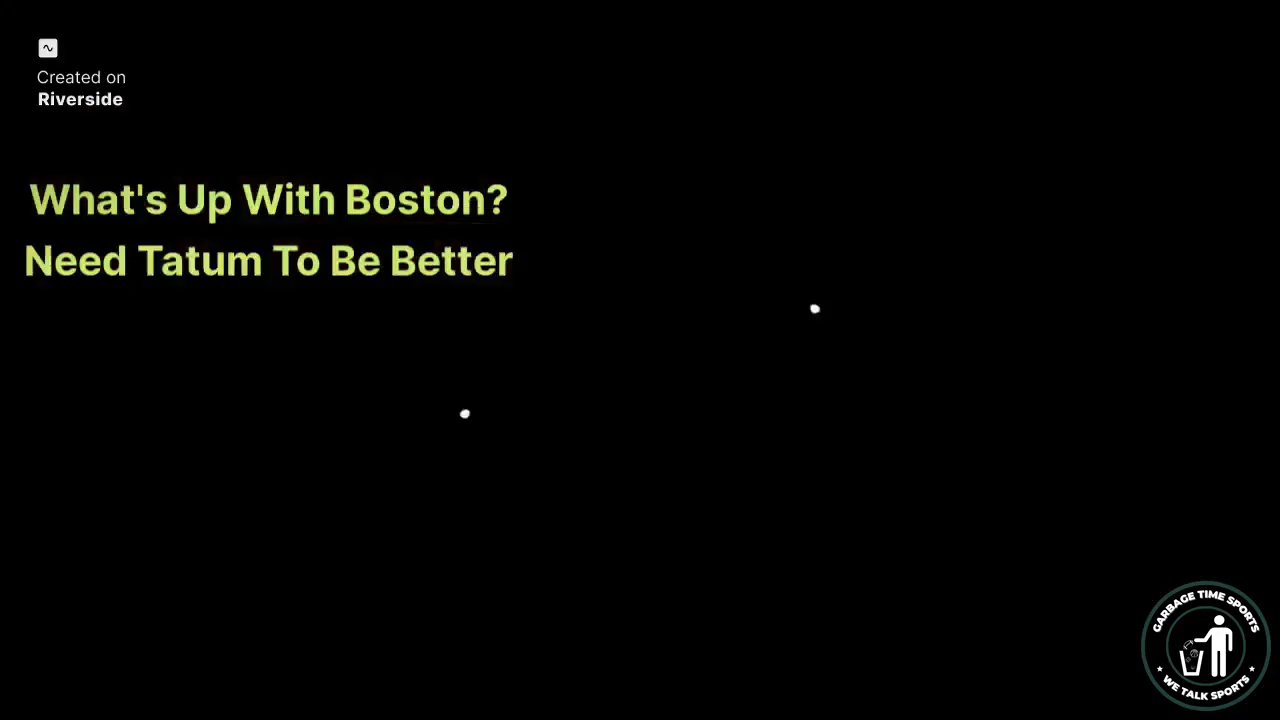 Created on
Riverside
What's Up With Boston?
Need Tatum To Be Better
GARBAGE TIME SPORTS
WE TALK SPORTS